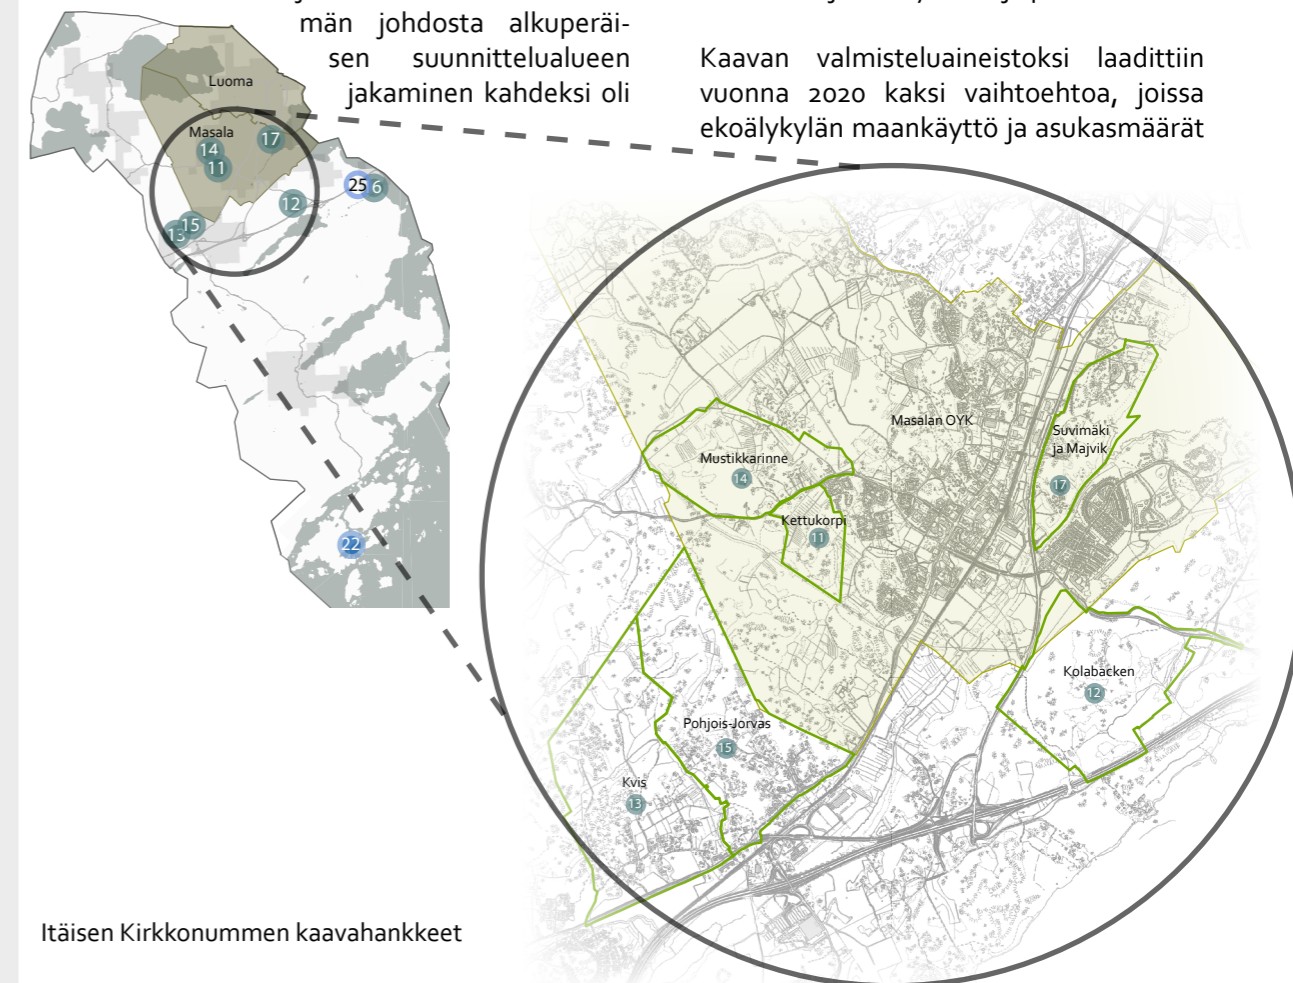 män johdosta alkuperäi-
sen suunnittelualueen
jakaminen kahdeksi oli
Kaavan valmisteluaineistoksi laadittiin
vuonna 2020 kaksi vaihtoehtoa, joissa
ekoälykylän maankäyttö ja asukasmäärät
Luoma
Masala
14
17
11
25
6
12
15
13
22
Masalan OYK
Suvimäki
ja Majvik
17
Mustikkarinne
14
Kettukorpi
11
Kolabacken
12
Pohjois-Jorvas
15
Kvis
13
Itäisen Kirkkonummen kaavahankkeet